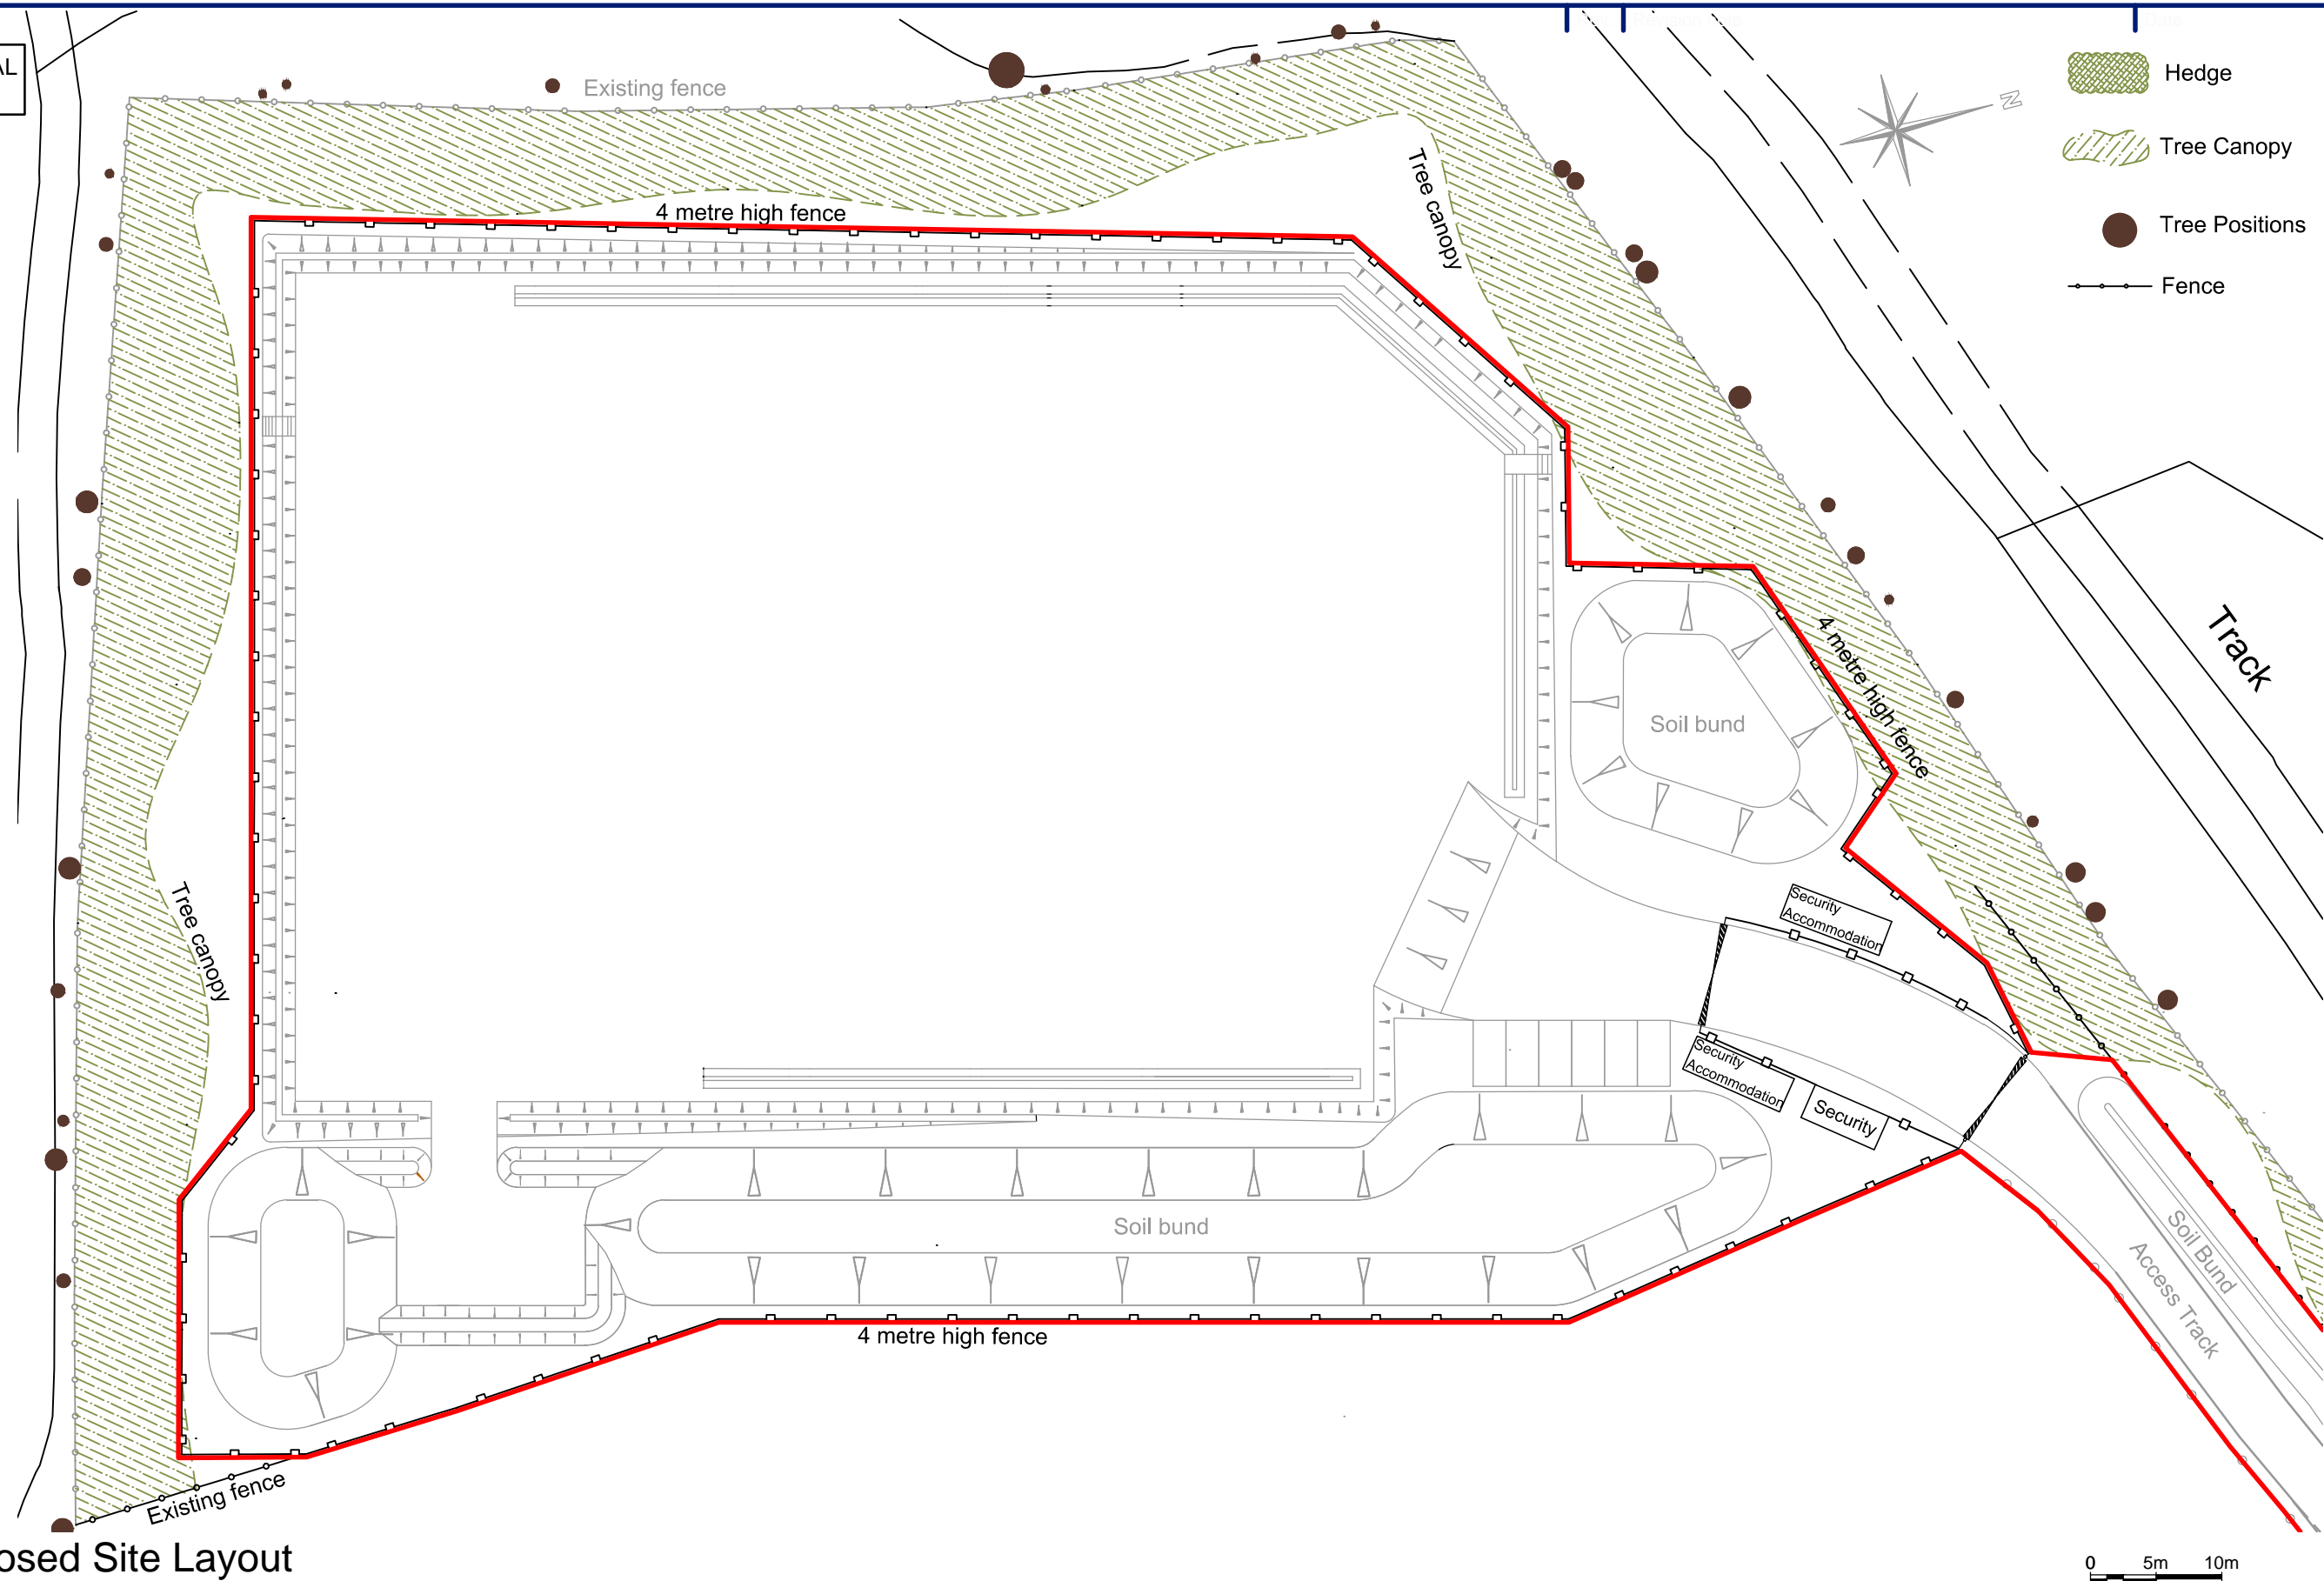 AL
Existing fence
Hedge
N
Tree Canopy
Tree Positions
Fence
4 metre high fence
Tree canopy
Track
4 metre high fence
Soil bund
Security
Accommodation
Tree canopy
Security
Accommodation
Security
Soil bund
Soil Bund
Access Track
4 metre high fence
Existing fence
osed Site Layout
0 5m 10m